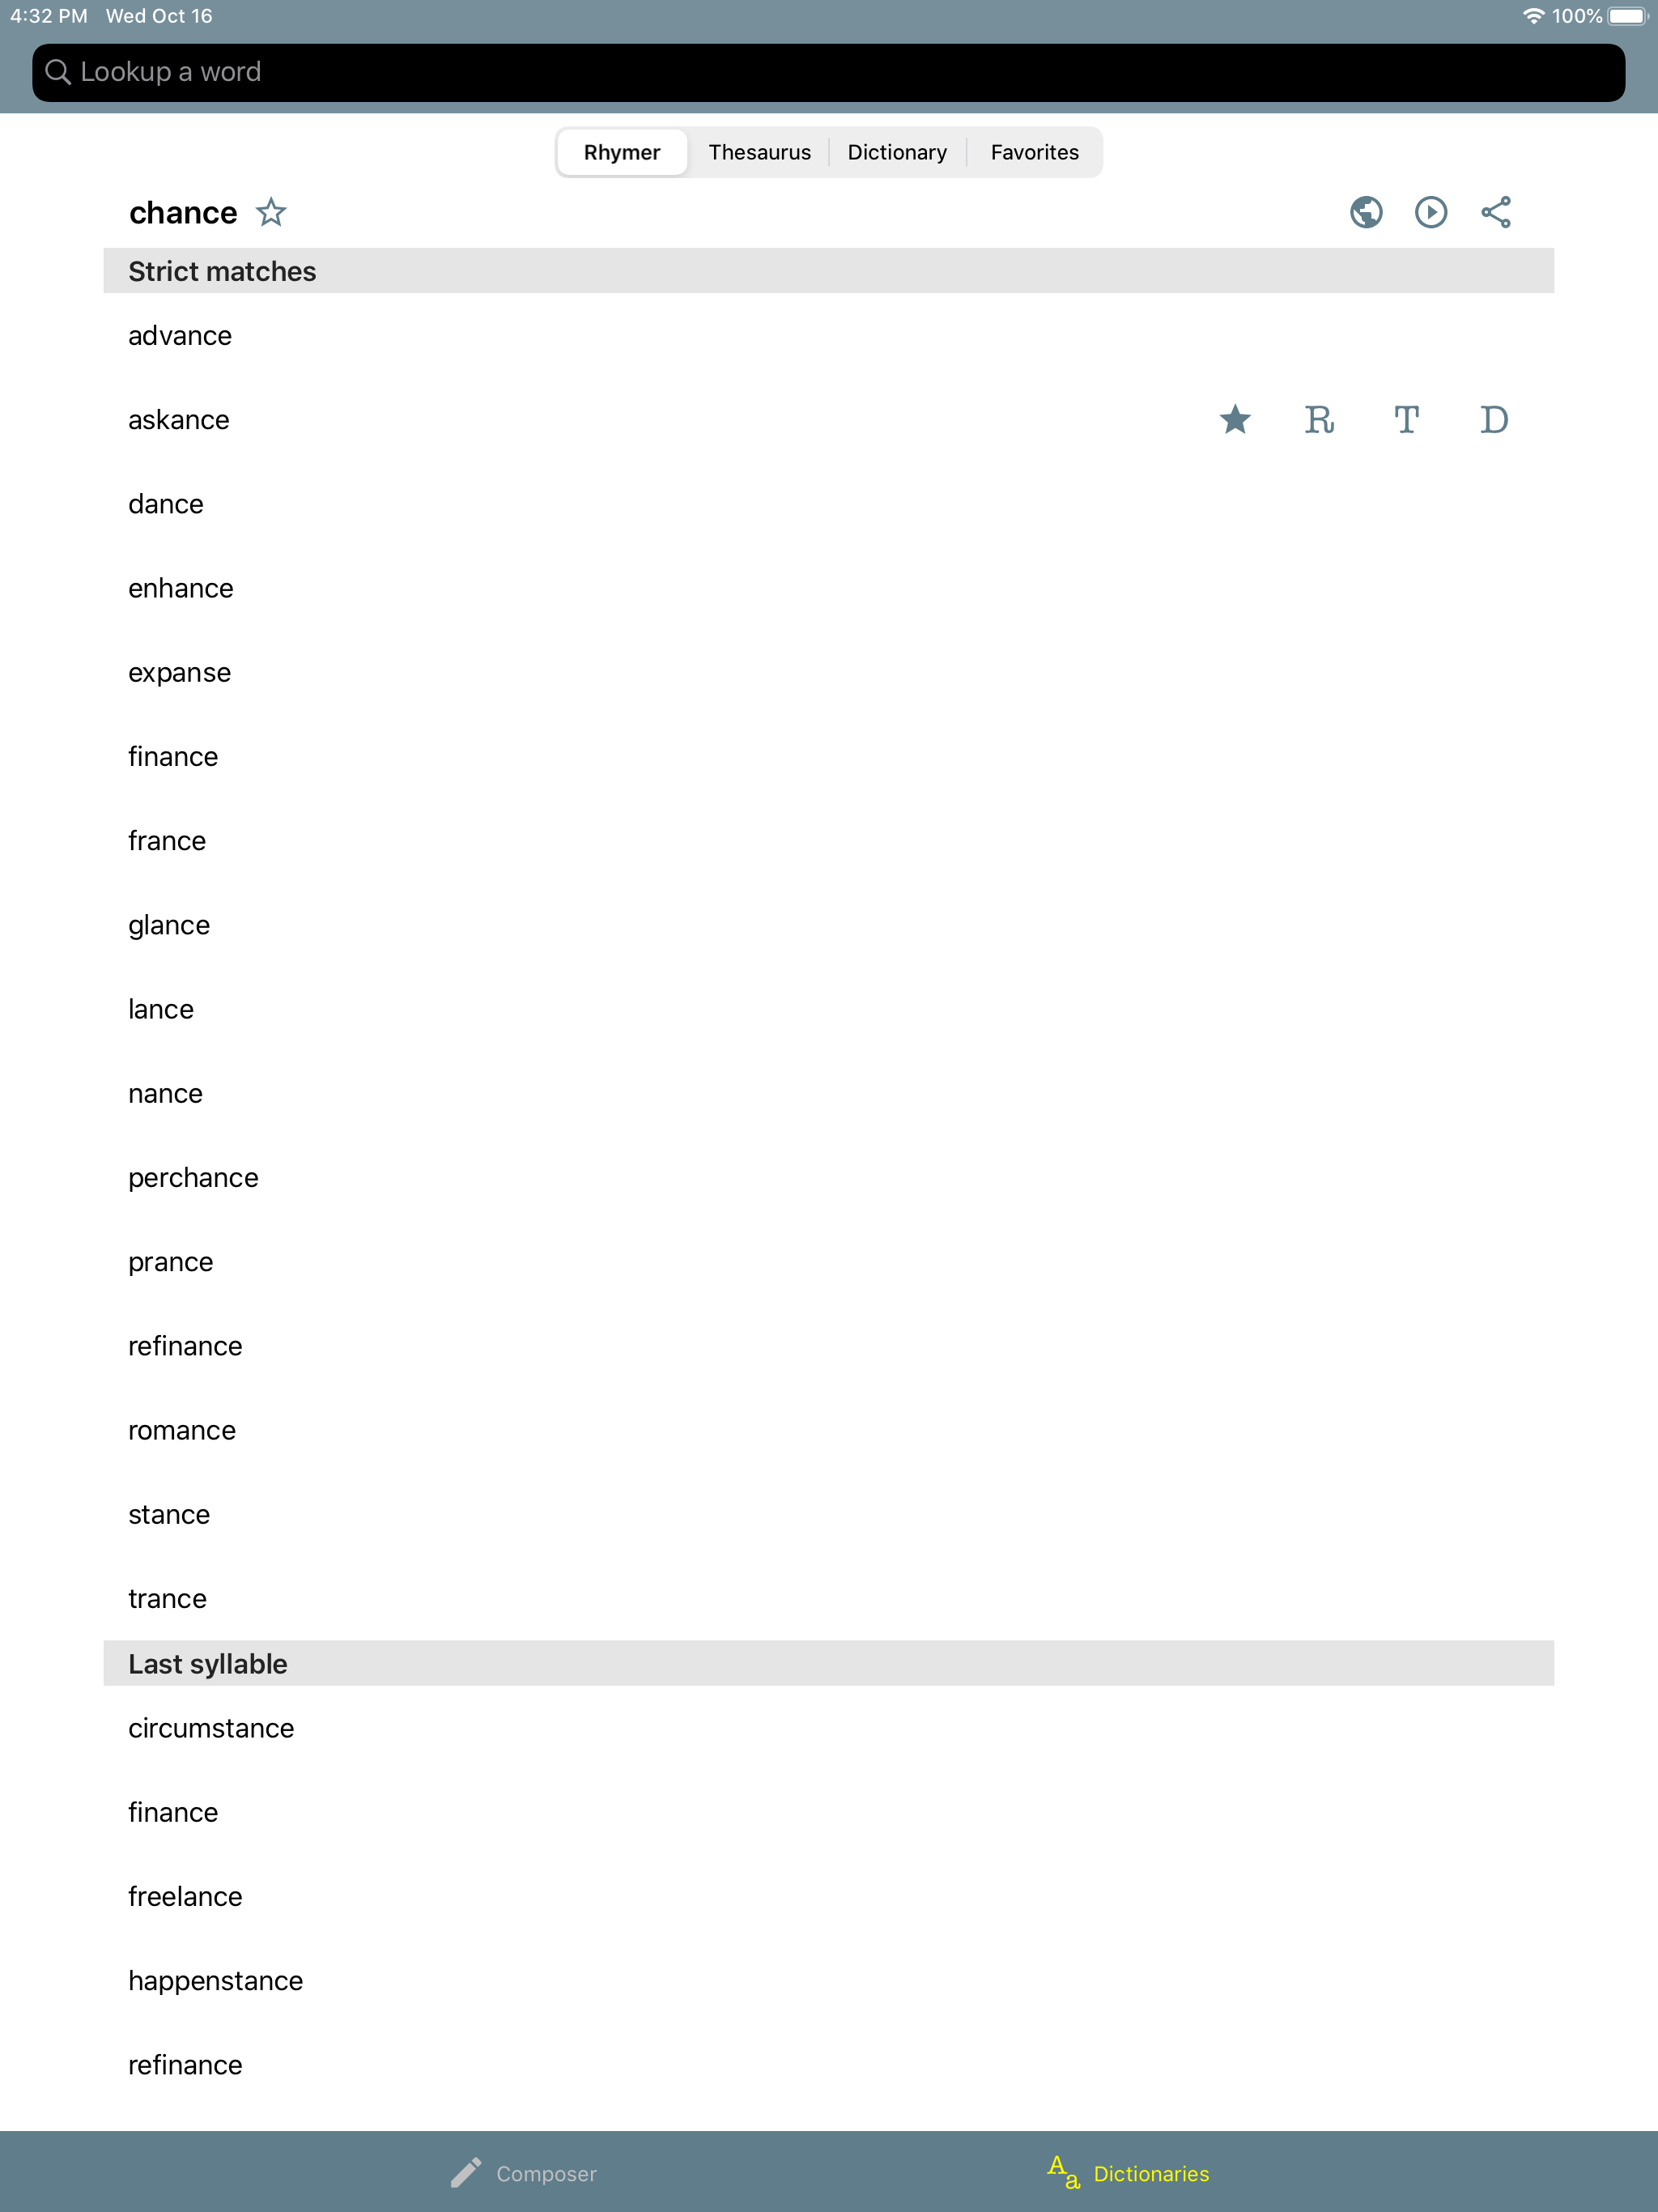 4:32 PM Wed Oct 16 100%
Lookup a word
Rhymer Thesaurus Dictionary Favorites
chance
Strict matches
advance
askance R T D
dance
enhance
expanse
finance
france
glance
lance
nance
perchance
prance
refinance
romance
stance
trance
Last syllable
circumstance
finance
freelance
happenstance
refinance
Composer Aa Dictionaries